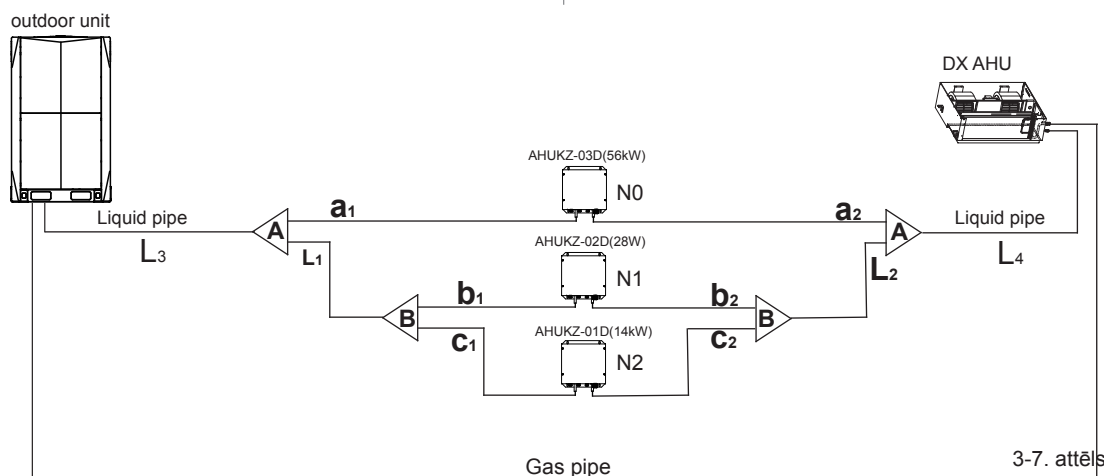 outdoor unit
DX AHU
AHUKZ-03D(56kW)
N0
Liquid pipe
L3
A
a1
a2
A
Liquid pipe
L4
L1
AHUKZ-02D(28W)
N1
L2
B
b1
b2
B
c1
c2
AHUKZ-01D(14kW)
N2
Gas pipe
3-7. attēls